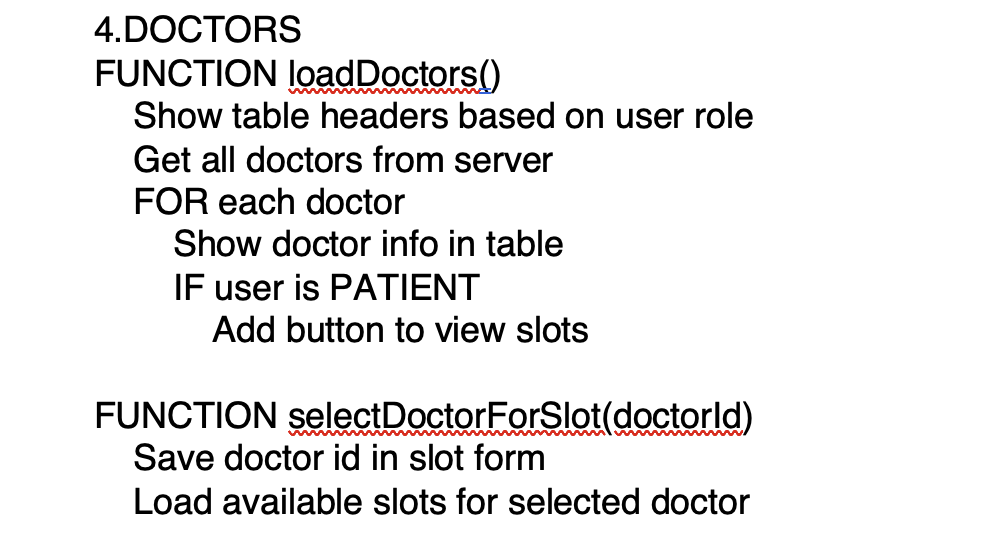 4.DOCTORS
FUNCTION loadDoctors()
Show table headers based on user role
Get all doctors from server
FOR each doctor
Show doctor info in table
IF user is PATIENT
Add button to view slots
FUNCTION selectDoctorForSlot(doctorId)
Save doctor id in slot form
Load available slots for selected doctor